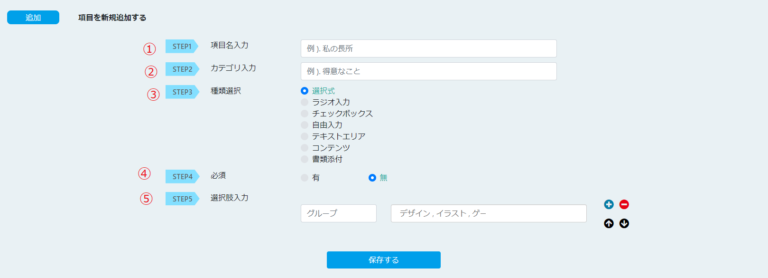 追加 項目を新規追加する
① STEP1 項目名入力 例 ). 私の長所
② STEP2 カテゴリ入力 例 ). 得意なこと
③ STEP3 種類選択 選択式
ラジオ入力
チェックボックス
自由入力
テキストエリア
コンテンツ
書類添付
④ STEP4 必須 有 無
⑤ STEP5 選択肢入力
グループ デザイン , イラスト , ゲー
保存する